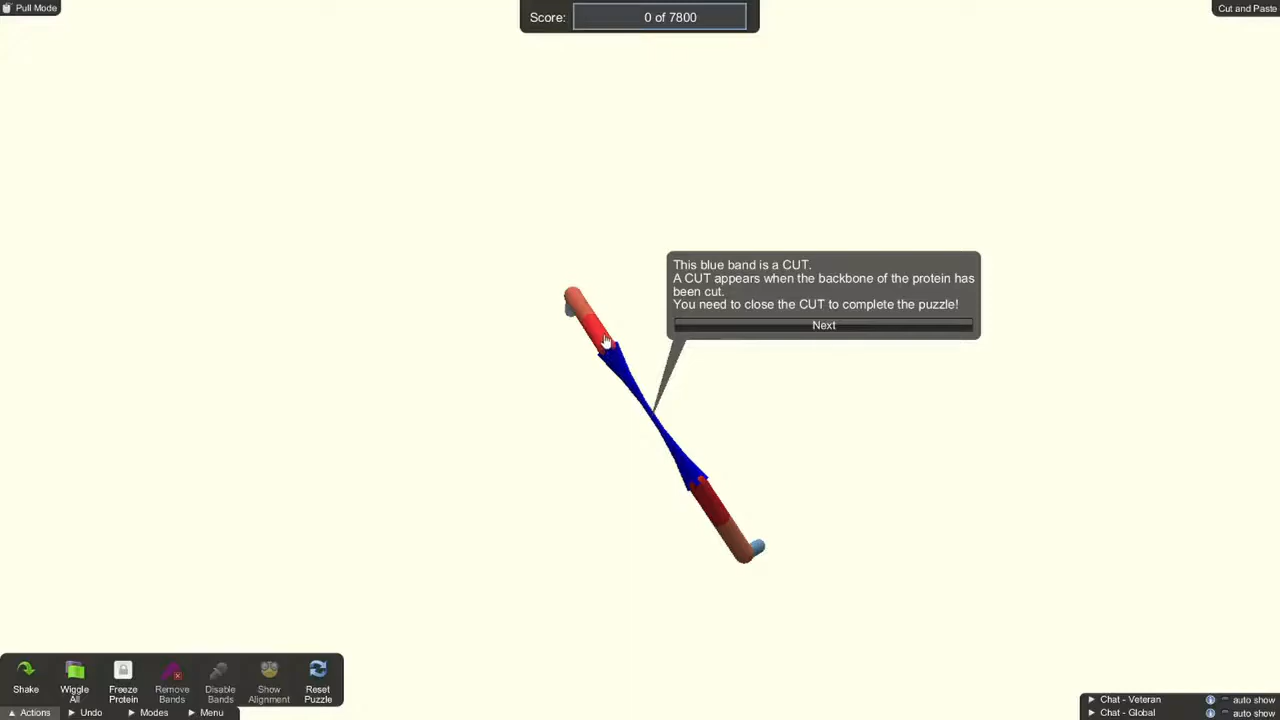 Pull Mode
Score: 0 of 7800
Cut and Paste
This blue band is a CUT.
A CUT appears when the backbone of the protein has
been cut.
You need to close the CUT to complete the puzzle!
Next
Shake
Wiggle
All
Freeze
Protein
Remove
Bands
Disable
Bands
Show
Alignment
Reset
Puzzle
Actions
Undo
Modes
Menu
Chat - Veteran
auto show
Chat - Global
auto show